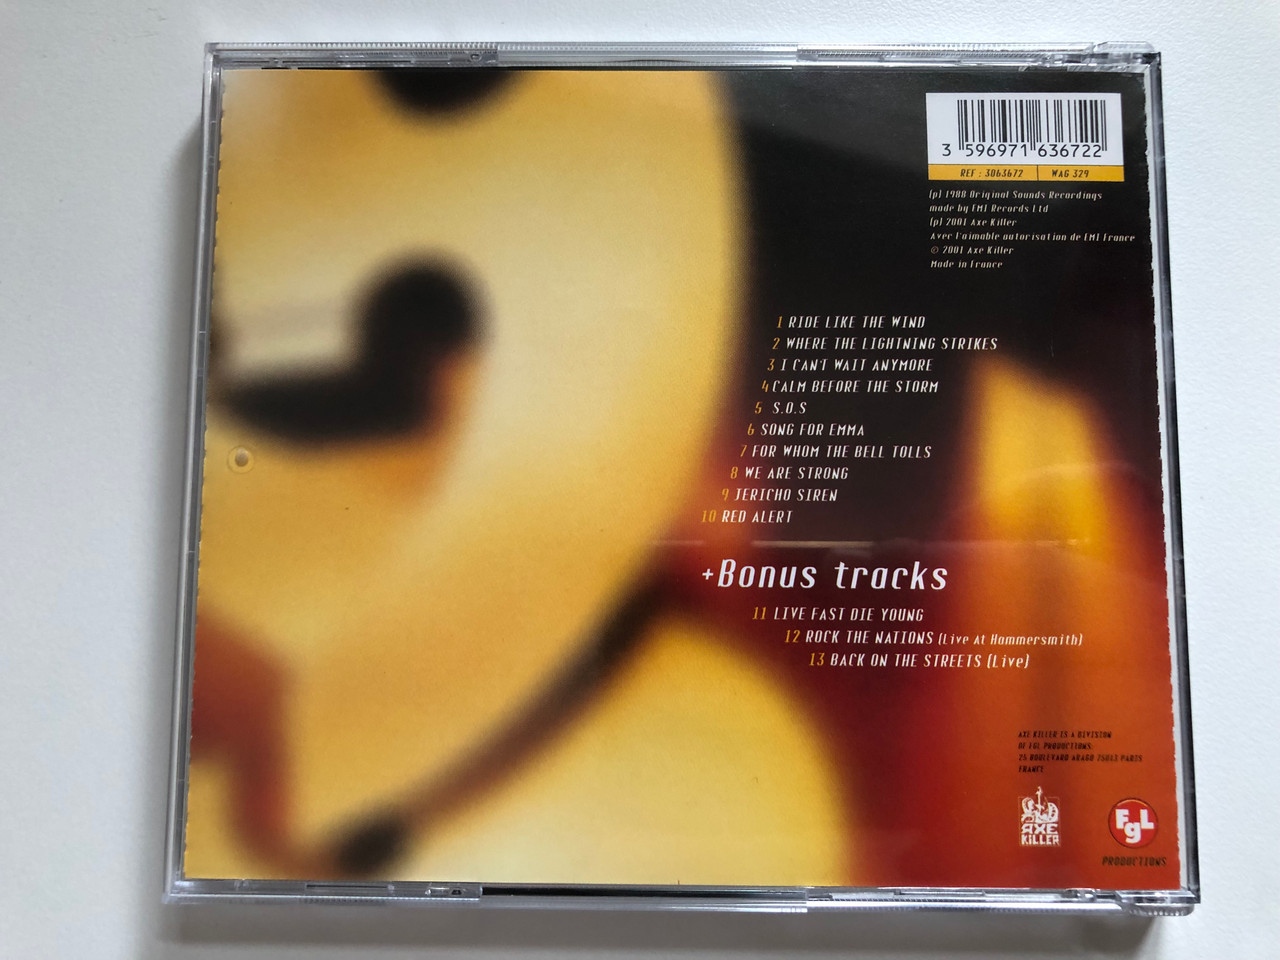 3 596971 636722
REF : 3063672 WAG 329
(p) 1988 Original Sounds Recordings
made by EMI Records Ltd
(p) 2001 Axe Killer
Avec l'aimable autorisation de EMI France
© 2001 Axe Killer
Made in France
1 RIDE LIKE THE WIND
2 WHERE THE LIGHTNING STRIKES
3 I CAN'T WAIT ANYMORE
4 CALM BEFORE THE STORM
5 S.O.S
6 SONG FOR EMMA
7 FOR WHOM THE BELL TOLLS
8 WE ARE STRONG
9 JERICHO SIREN
10 RED ALERT
+Bonus tracks
11 LIVE FAST DIE YOUNG
12 ROCK THE NATIONS (Live At Hammersmith)
13 BACK ON THE STREETS (Live)
AXE KILLER IS A DIVISION
OF FGL PRODUCTIONS.
25 BOULEVARD ARAGO 75013 PARIS
FRANCE
AXE
KILLER
FGL
PRODUCTIONS